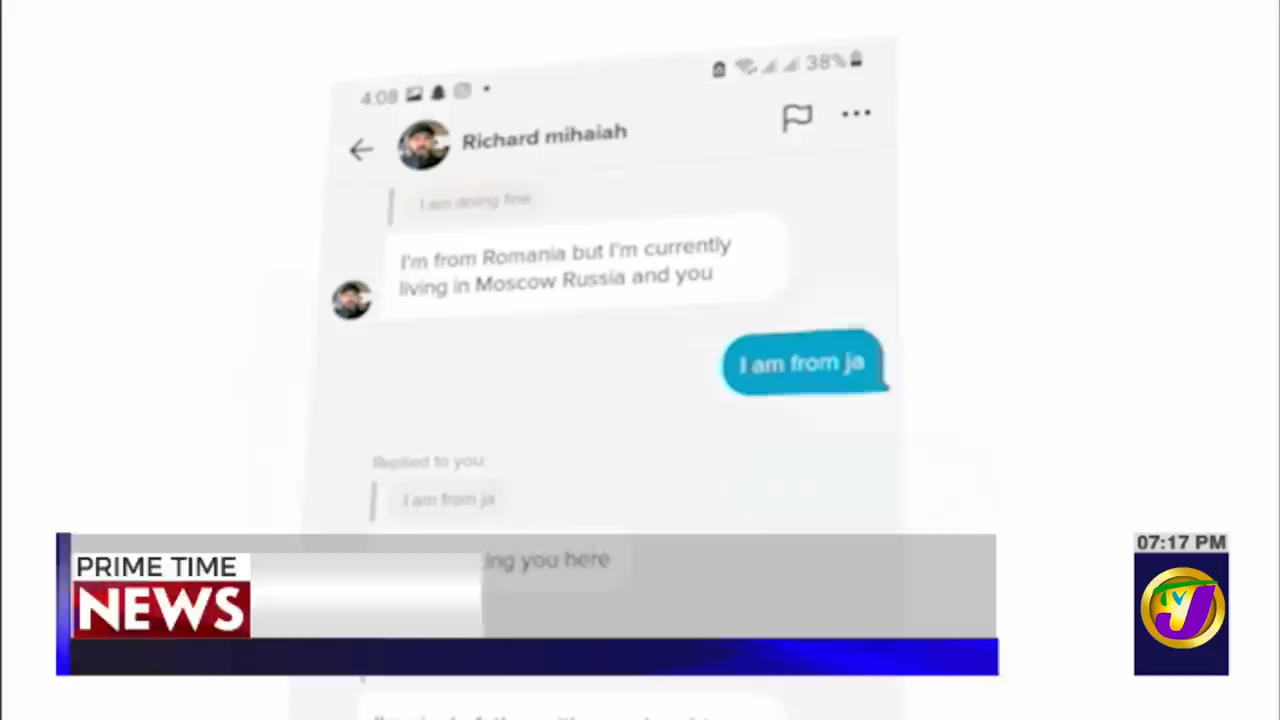 4:08
38%
Richard mihaiah
I am doing fine
I'm from Romania but I'm currently
living in Moscow Russia and you
I am from ja
Replied to you:
I am from ja
you here
PRIME TIME
NEWS
07:17 PM
TVJ